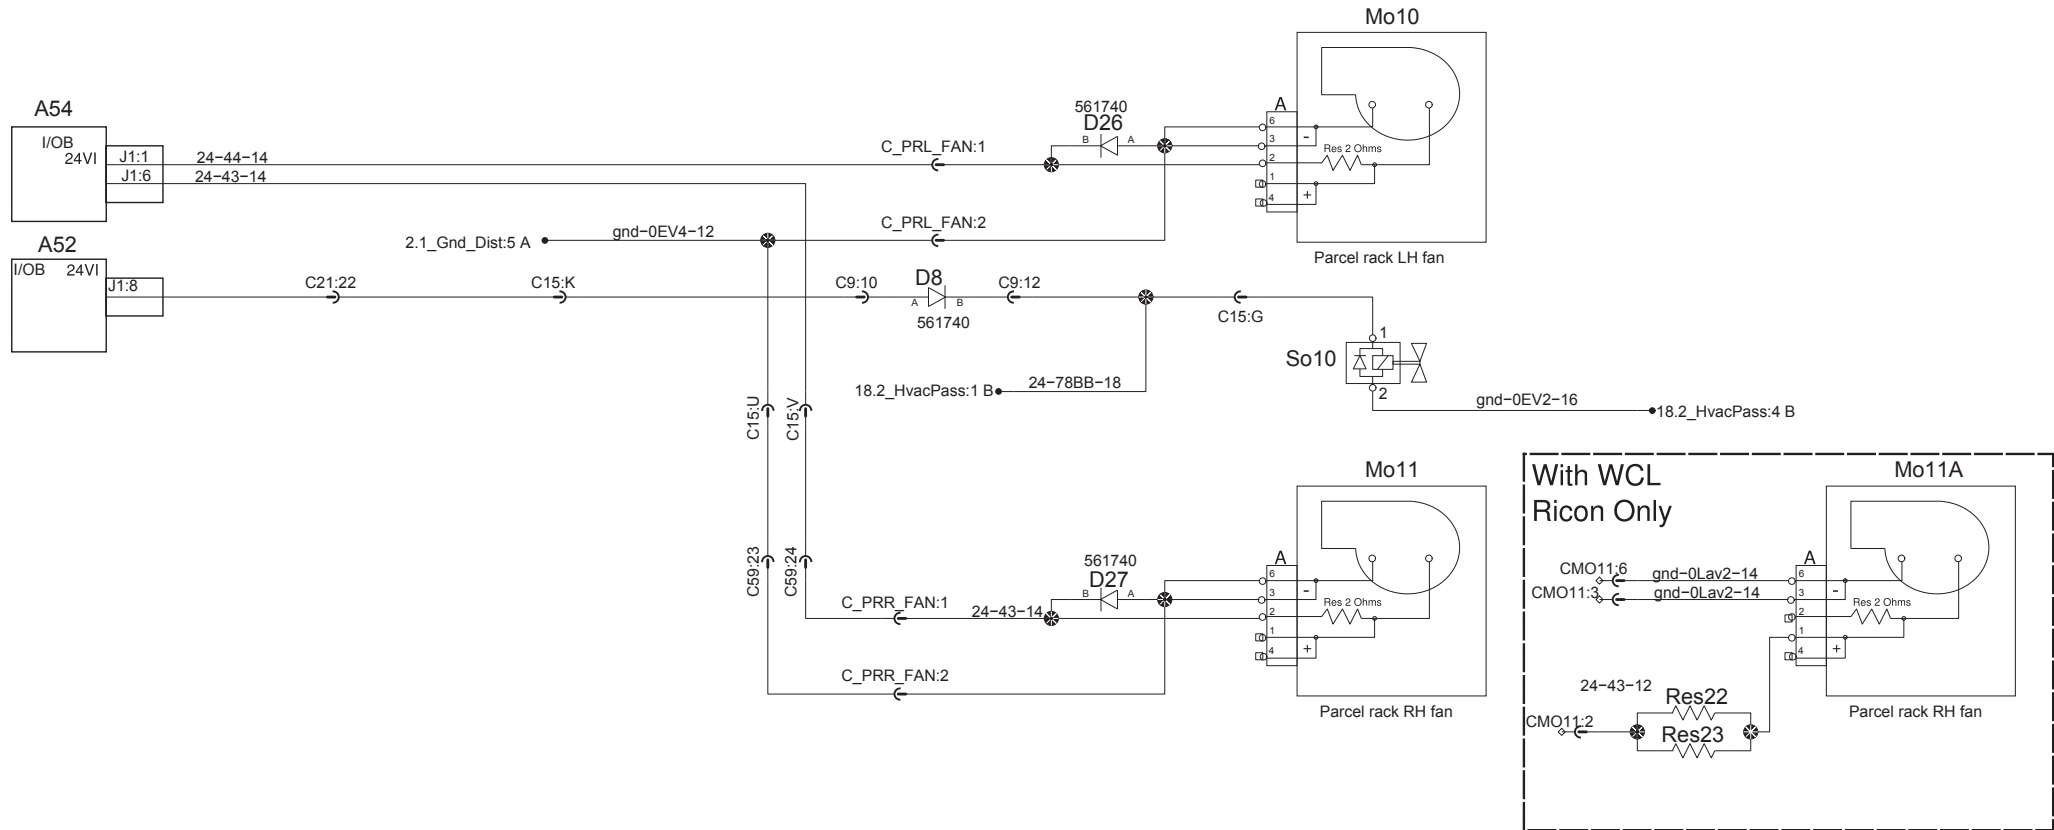 Mo10
A54
I/OB
24VI
J1:1
24-44-14
J1:6
24-43-14
C_PRL_FAN:1
561740
D26
B
A
A
6
3
-
2
Res 2 Ohms
1
4
+
Parcel rack LH fan
2.1_Gnd_Dist:5 A
gnd-0EV4-12
C_PRL_FAN:2
A52
I/OB
24VI
J1:8
C21:22
C15:K
C9:10
D8
A
B
561740
C9:12
C15:G
18.2_HvacPass:1 B
24-78BB-18
So10
1
2
gnd-0EV2-16
18.2_HvacPass:4 B
C15:U
C15:V
C59:23
C59:24
Mo11
C_PRR_FAN:1
24-43-14
561740
D27
B
A
A
6
3
-
2
Res 2 Ohms
1
4
+
C_PRR_FAN:2
Parcel rack RH fan
With WCL
Ricon Only
Mo11A
CMO11:6
gnd-0Lav2-14
CMO11:3
gnd-0Lav2-14
A
6
3
-
2
Res 2 Ohms
1
4
+
24-43-12
Res22
CMO11:2
Res23
Parcel rack RH fan